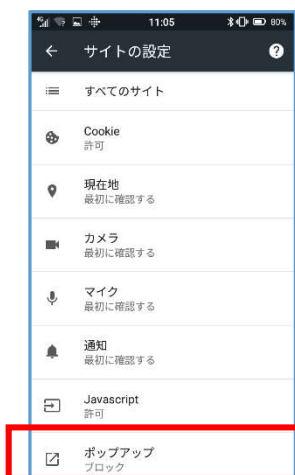 11:05 80%
サイトの設定
すべてのサイト
Cookie
許可
現在地
最初に確認する
カメラ
最初に確認する
マイク
最初に確認する
通知
最初に確認する
Javascript
許可
ポップアップ
ブロック